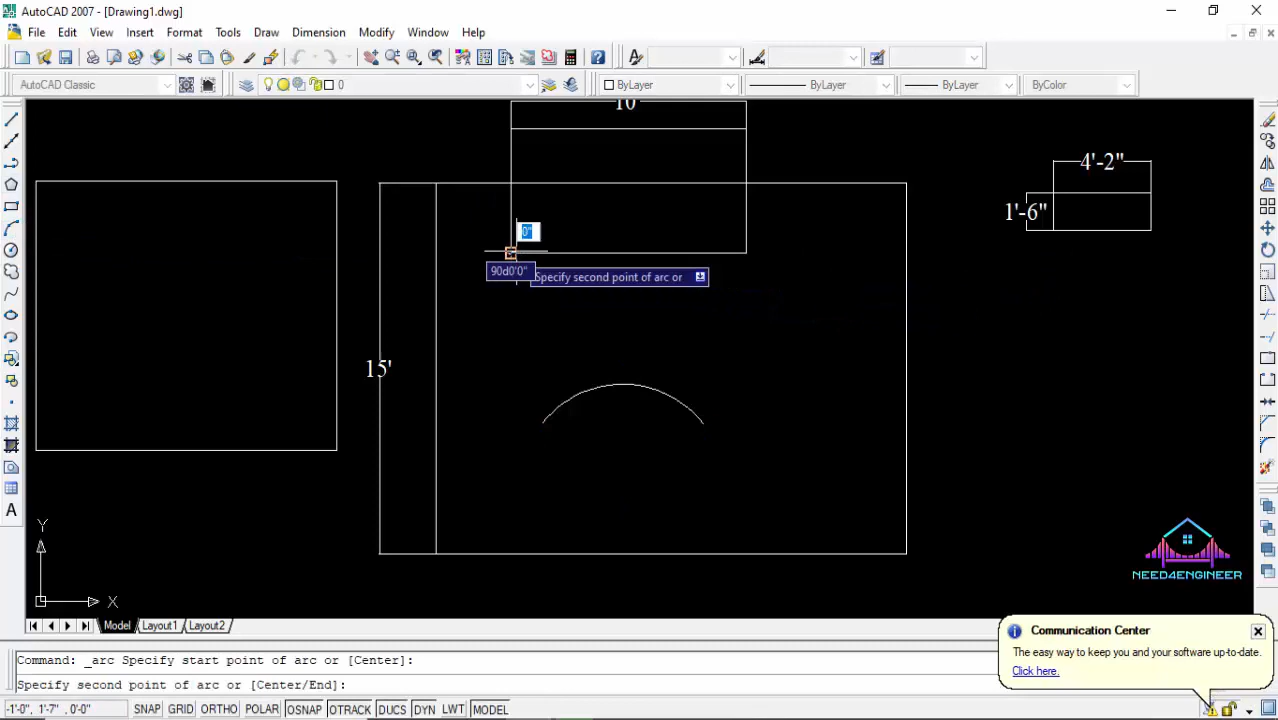 AutoCAD 2007 - [Drawing1.dwg]
File Edit View Insert Format Tools Draw Dimension Modify Window Help
AutoCAD Classic 0 ByLayer ByLayer ByLayer ByColor
10'
4'-2"
1'-6"
0"
90d0'0" Specify second point of arc or
15'
Y
X
NEED4ENGINEER
Model Layout1 Layout2
Communication Center
The easy way to keep you and your software up-to-date.
Click here.
Command: _arc Specify start point of arc or [Center]:
Specify second point of arc or [Center/End]:
-1'-0", 1'-7" , 0'-0" SNAP GRID ORTHO POLAR OSNAP OTRACK DUCS DYN LWT MODEL